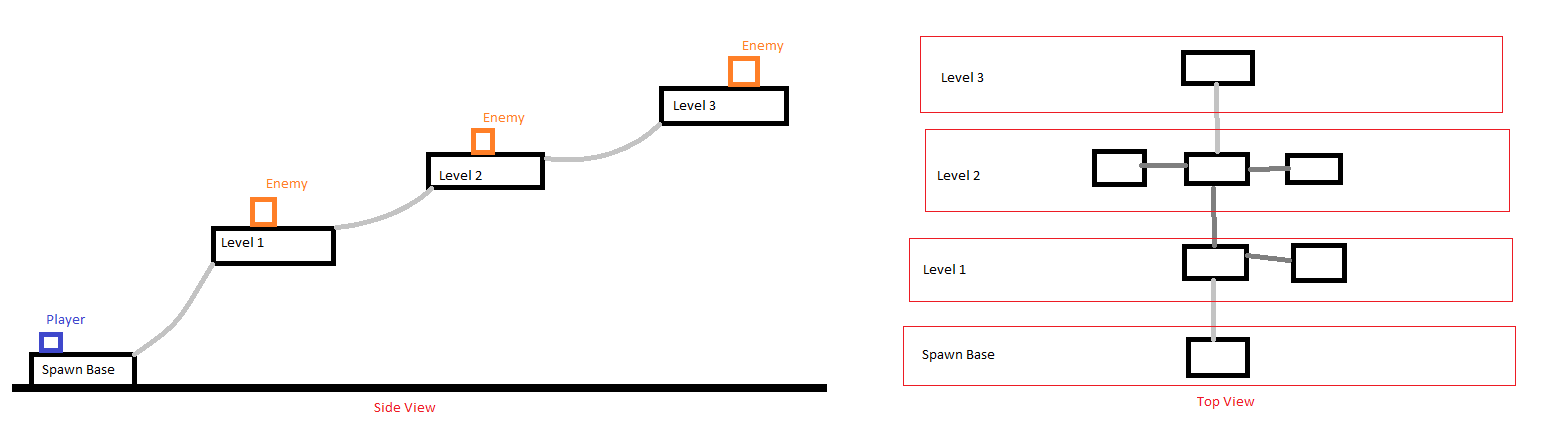 Enemy
Enemy
Level 3
Enemy
Level 2
Level 1
Player
Spawn Base
Side View
Level 3
Level 2
Level 1
Spawn Base
Top View